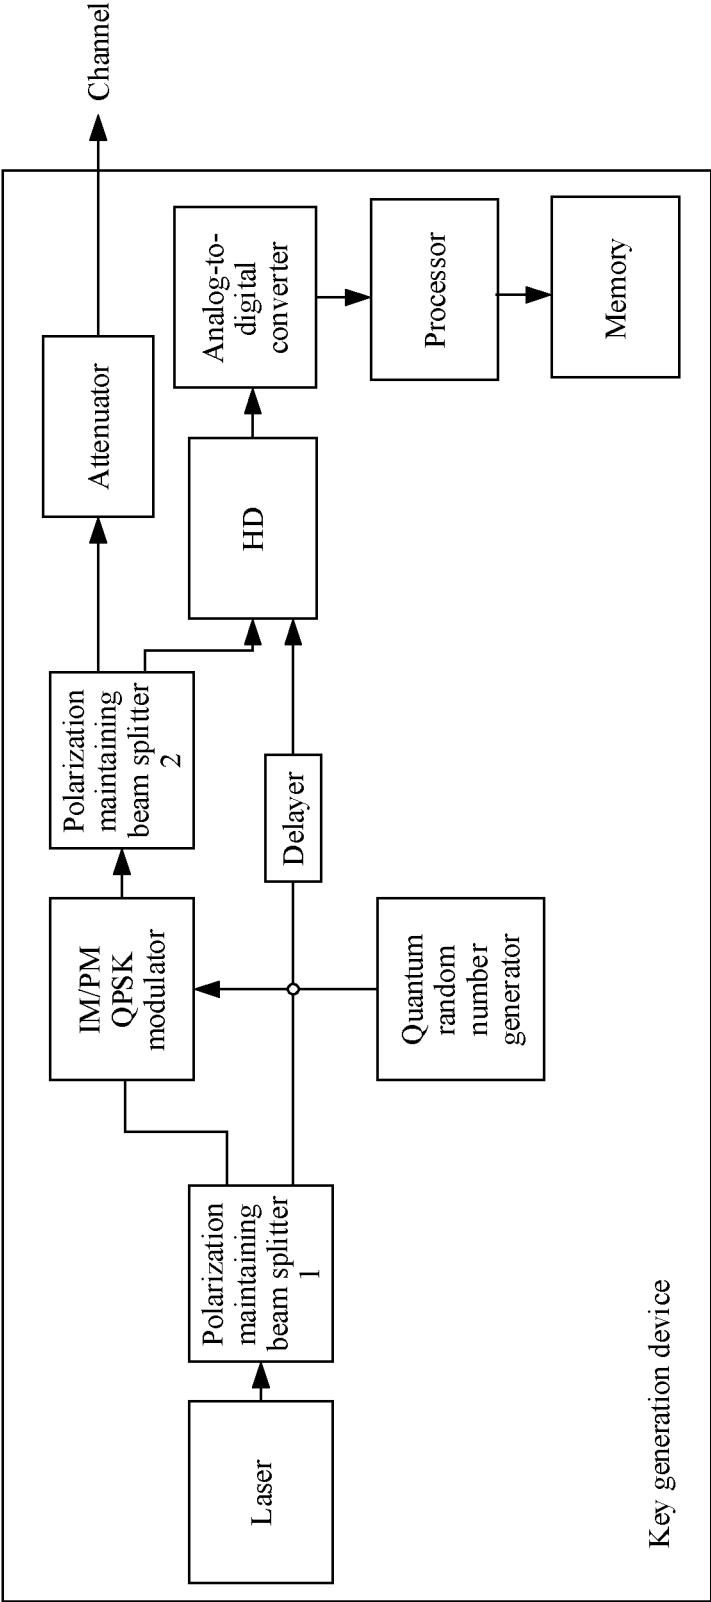 Laser
Polarization
maintaining
beam splitter
1
IM/PM
QPSK
modulator
Polarization
maintaining
beam splitter
2
Attenuator
Channel
Quantum
random
number
generator
Delayer
HD
Analog-to-
digital
converter
Processor
Memory
Key generation device